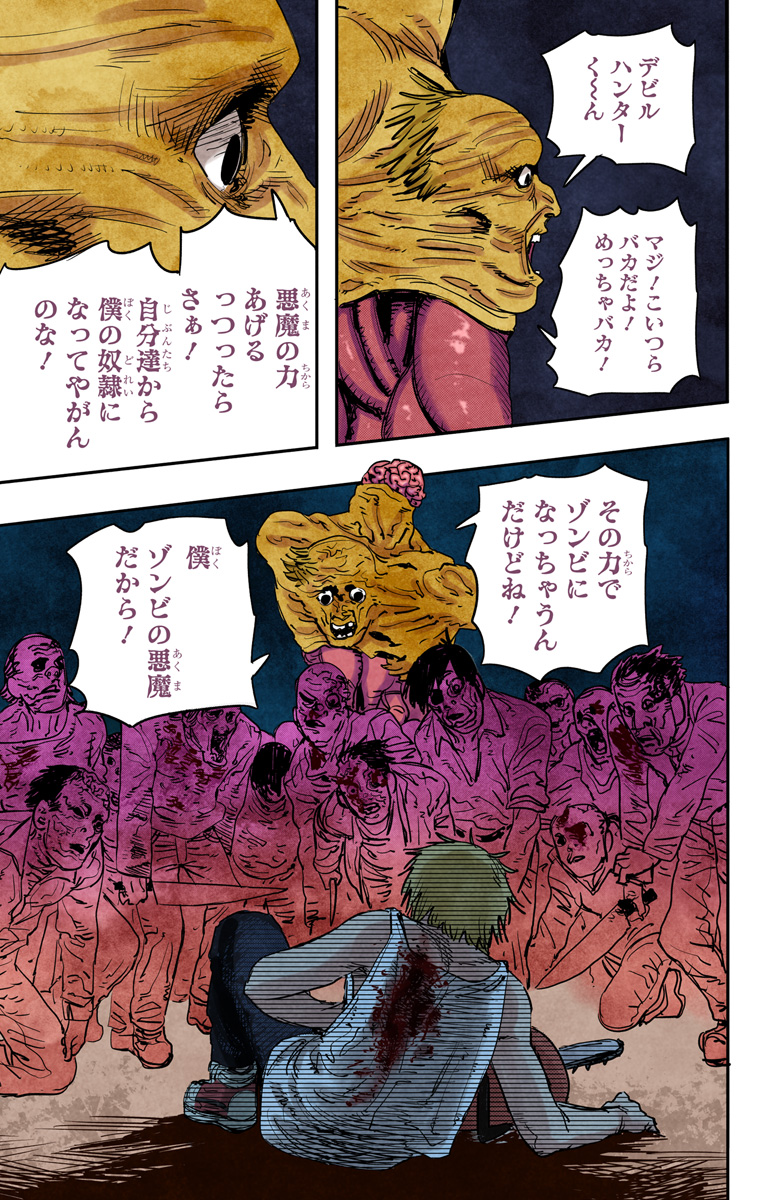 デビル
ハンター
く～ん
マジ！こいつら
バカだよ！
めっちゃバカ！
悪魔の力
あげる
っつったら
さぁ！
自分達から
僕の奴隷に
なってやがん
のな！
その力で
ゾンビに
なっちゃうん
だけどね！
僕
ゾンビの悪魔
だから！